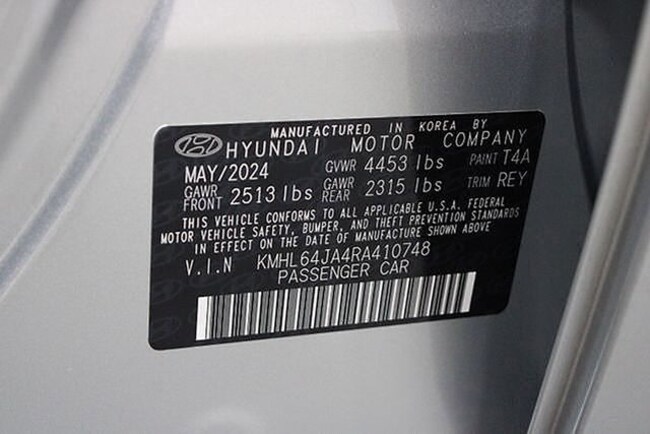 MANUFACTURED IN KOREA BY
HYUNDAI MOTOR COMPANY
MAY/2024 GVWR 4453 lbs PAINT T4A
GAWR FRONT 2513 lbs GAWR REAR 2315 lbs TRIM REY
THIS VEHICLE CONFORMS TO ALL APPLICABLE U.S.A. FEDERAL
MOTOR VEHICLE SAFETY, BUMPER, AND THEFT PREVENTION STANDARDS
IN EFFECT ON THE DATE OF MANUFACTURE SHOWN ABOVE
V.I.N KMHL64JA4RA410748
PASSENGER CAR